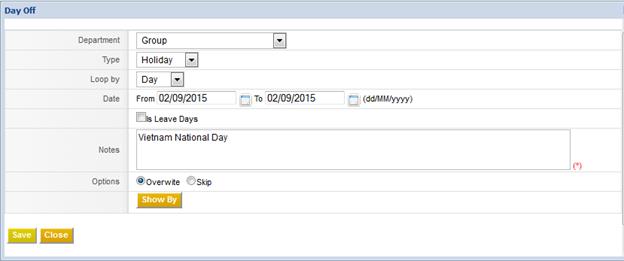 Day Off
Department Group
Type Holiday
Loop by Day
Date From 02/09/2015 To 02/09/2015 (dd/MM/yyyy)
Is Leave Days
Notes Vietnam National Day
(*)
Options Overwite Skip
Show By
Save Close